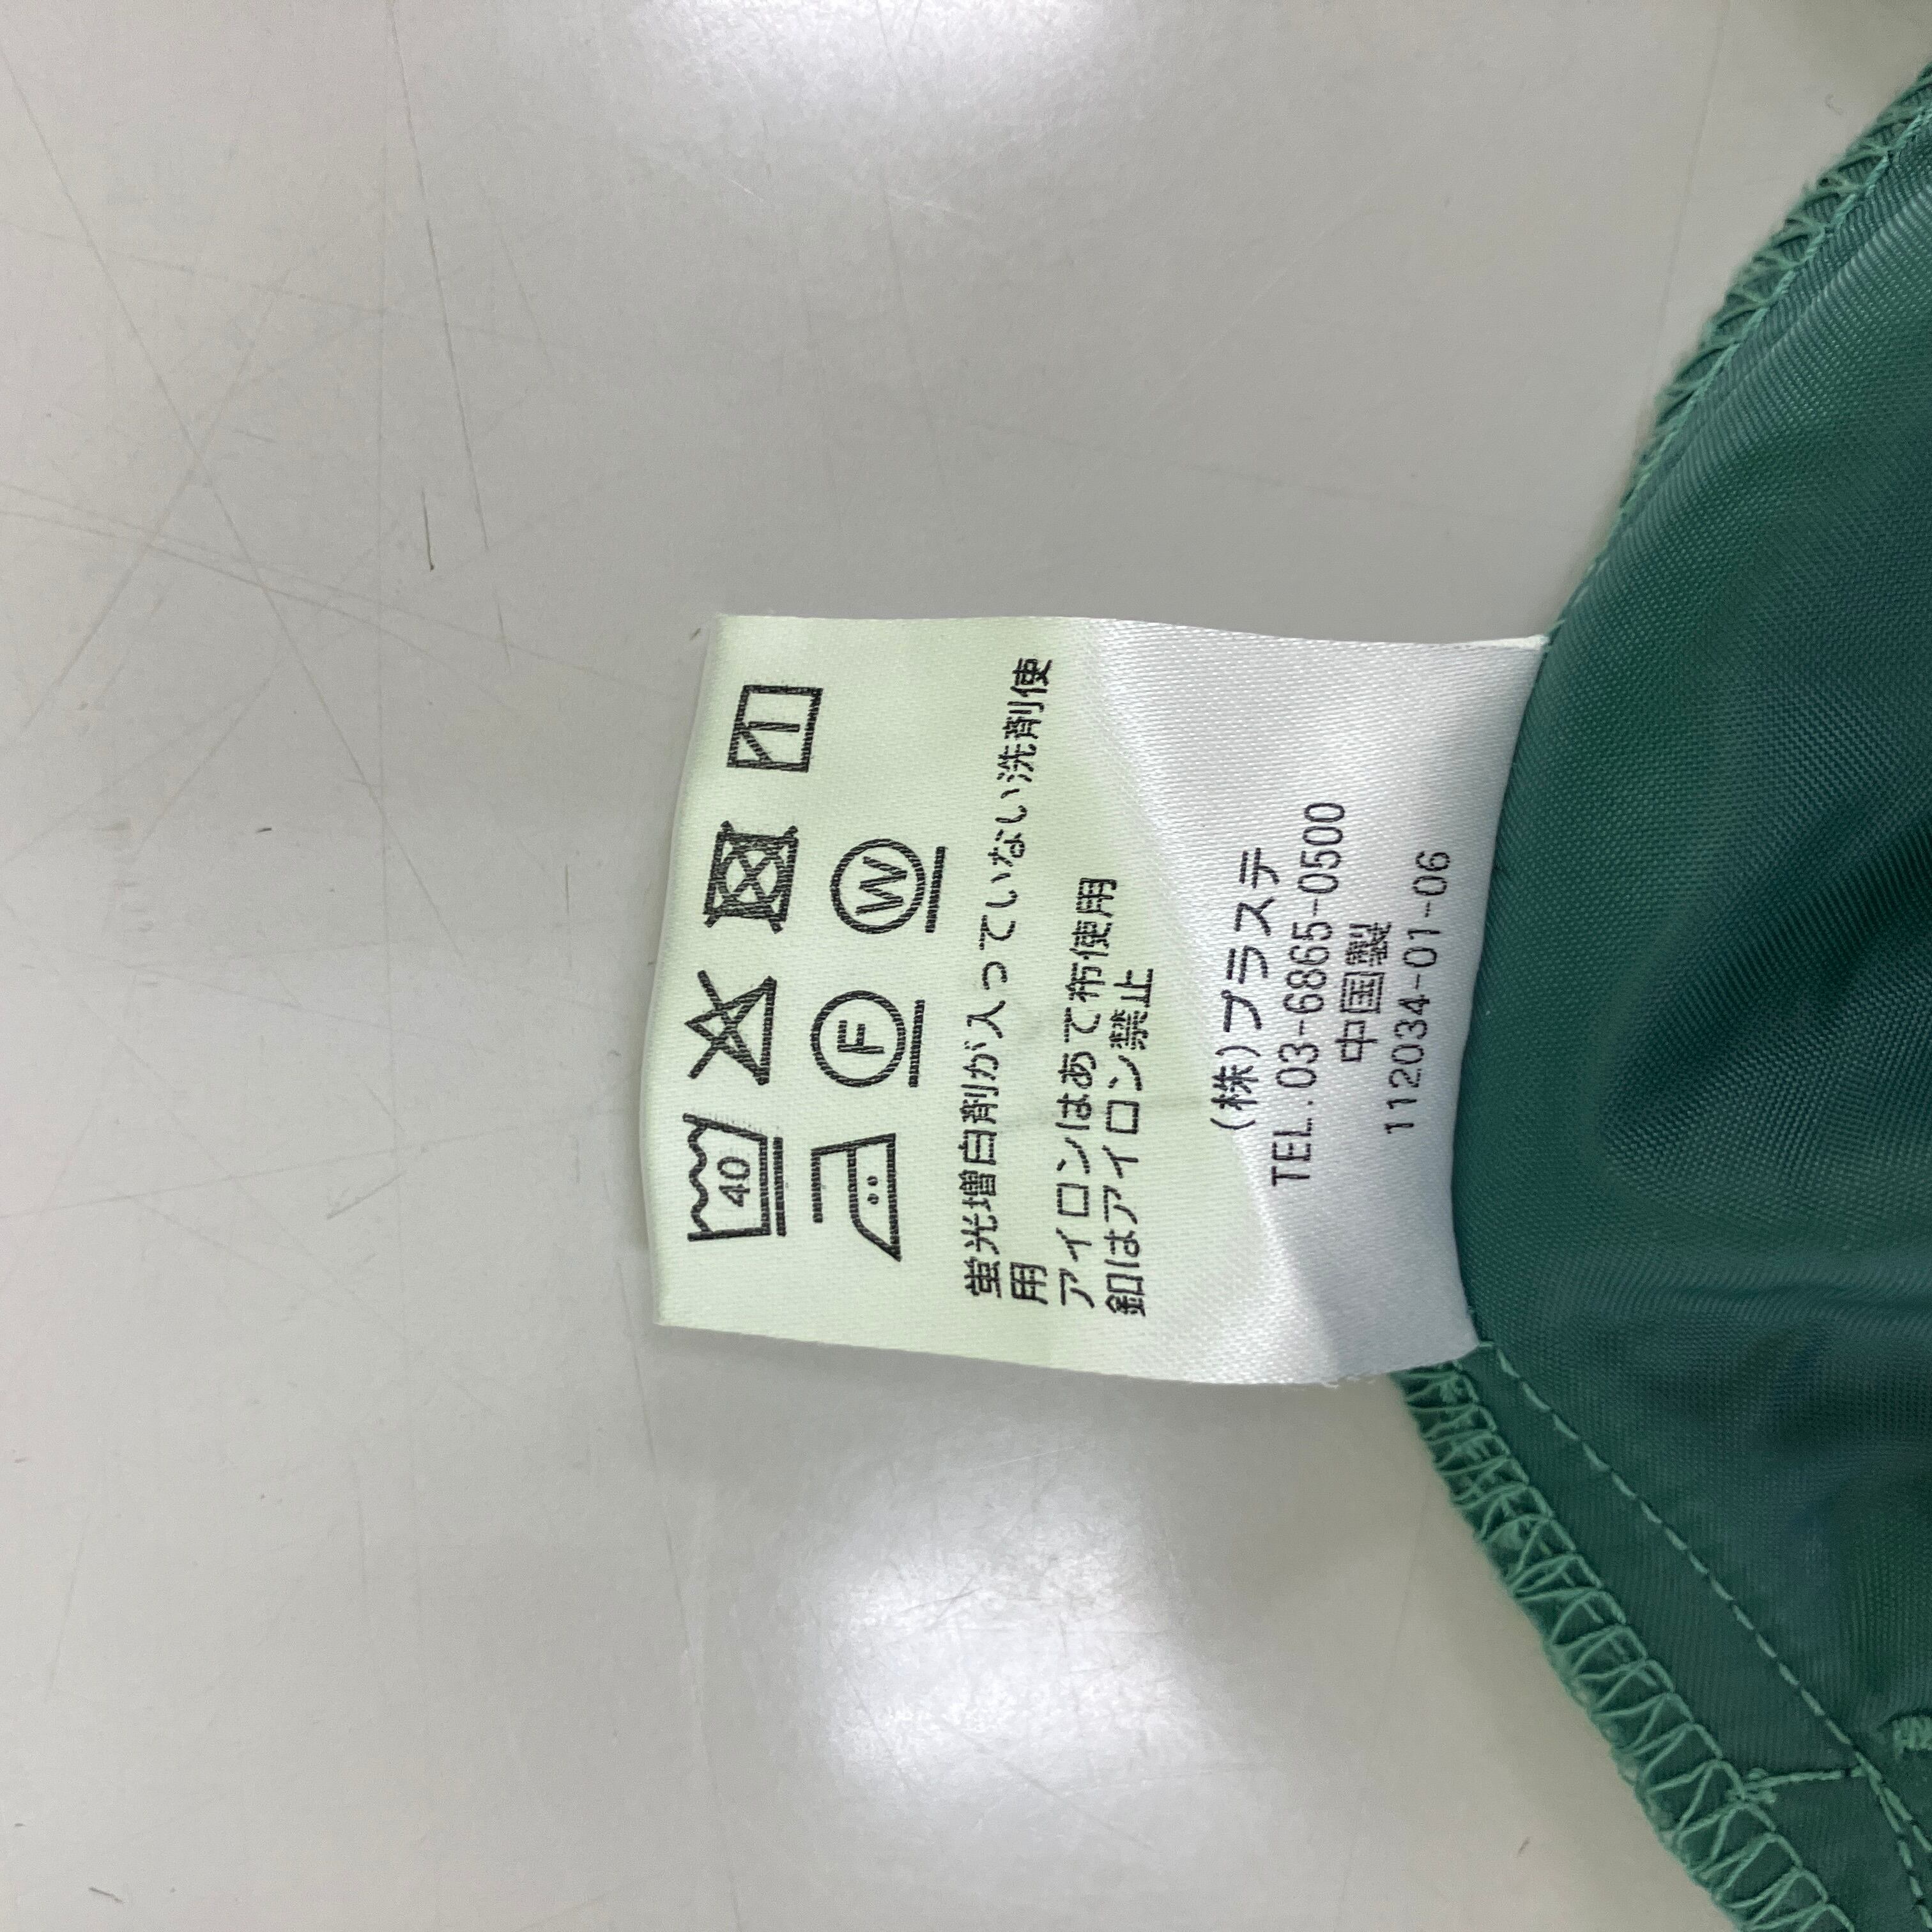 40
F W
蛍光増白剤が入っていない洗剤使
用
アイロンはあて布使用
釦はアイロン禁止
(株)プラステ
TEL.03-6865-0500
中国製
112034-01-06